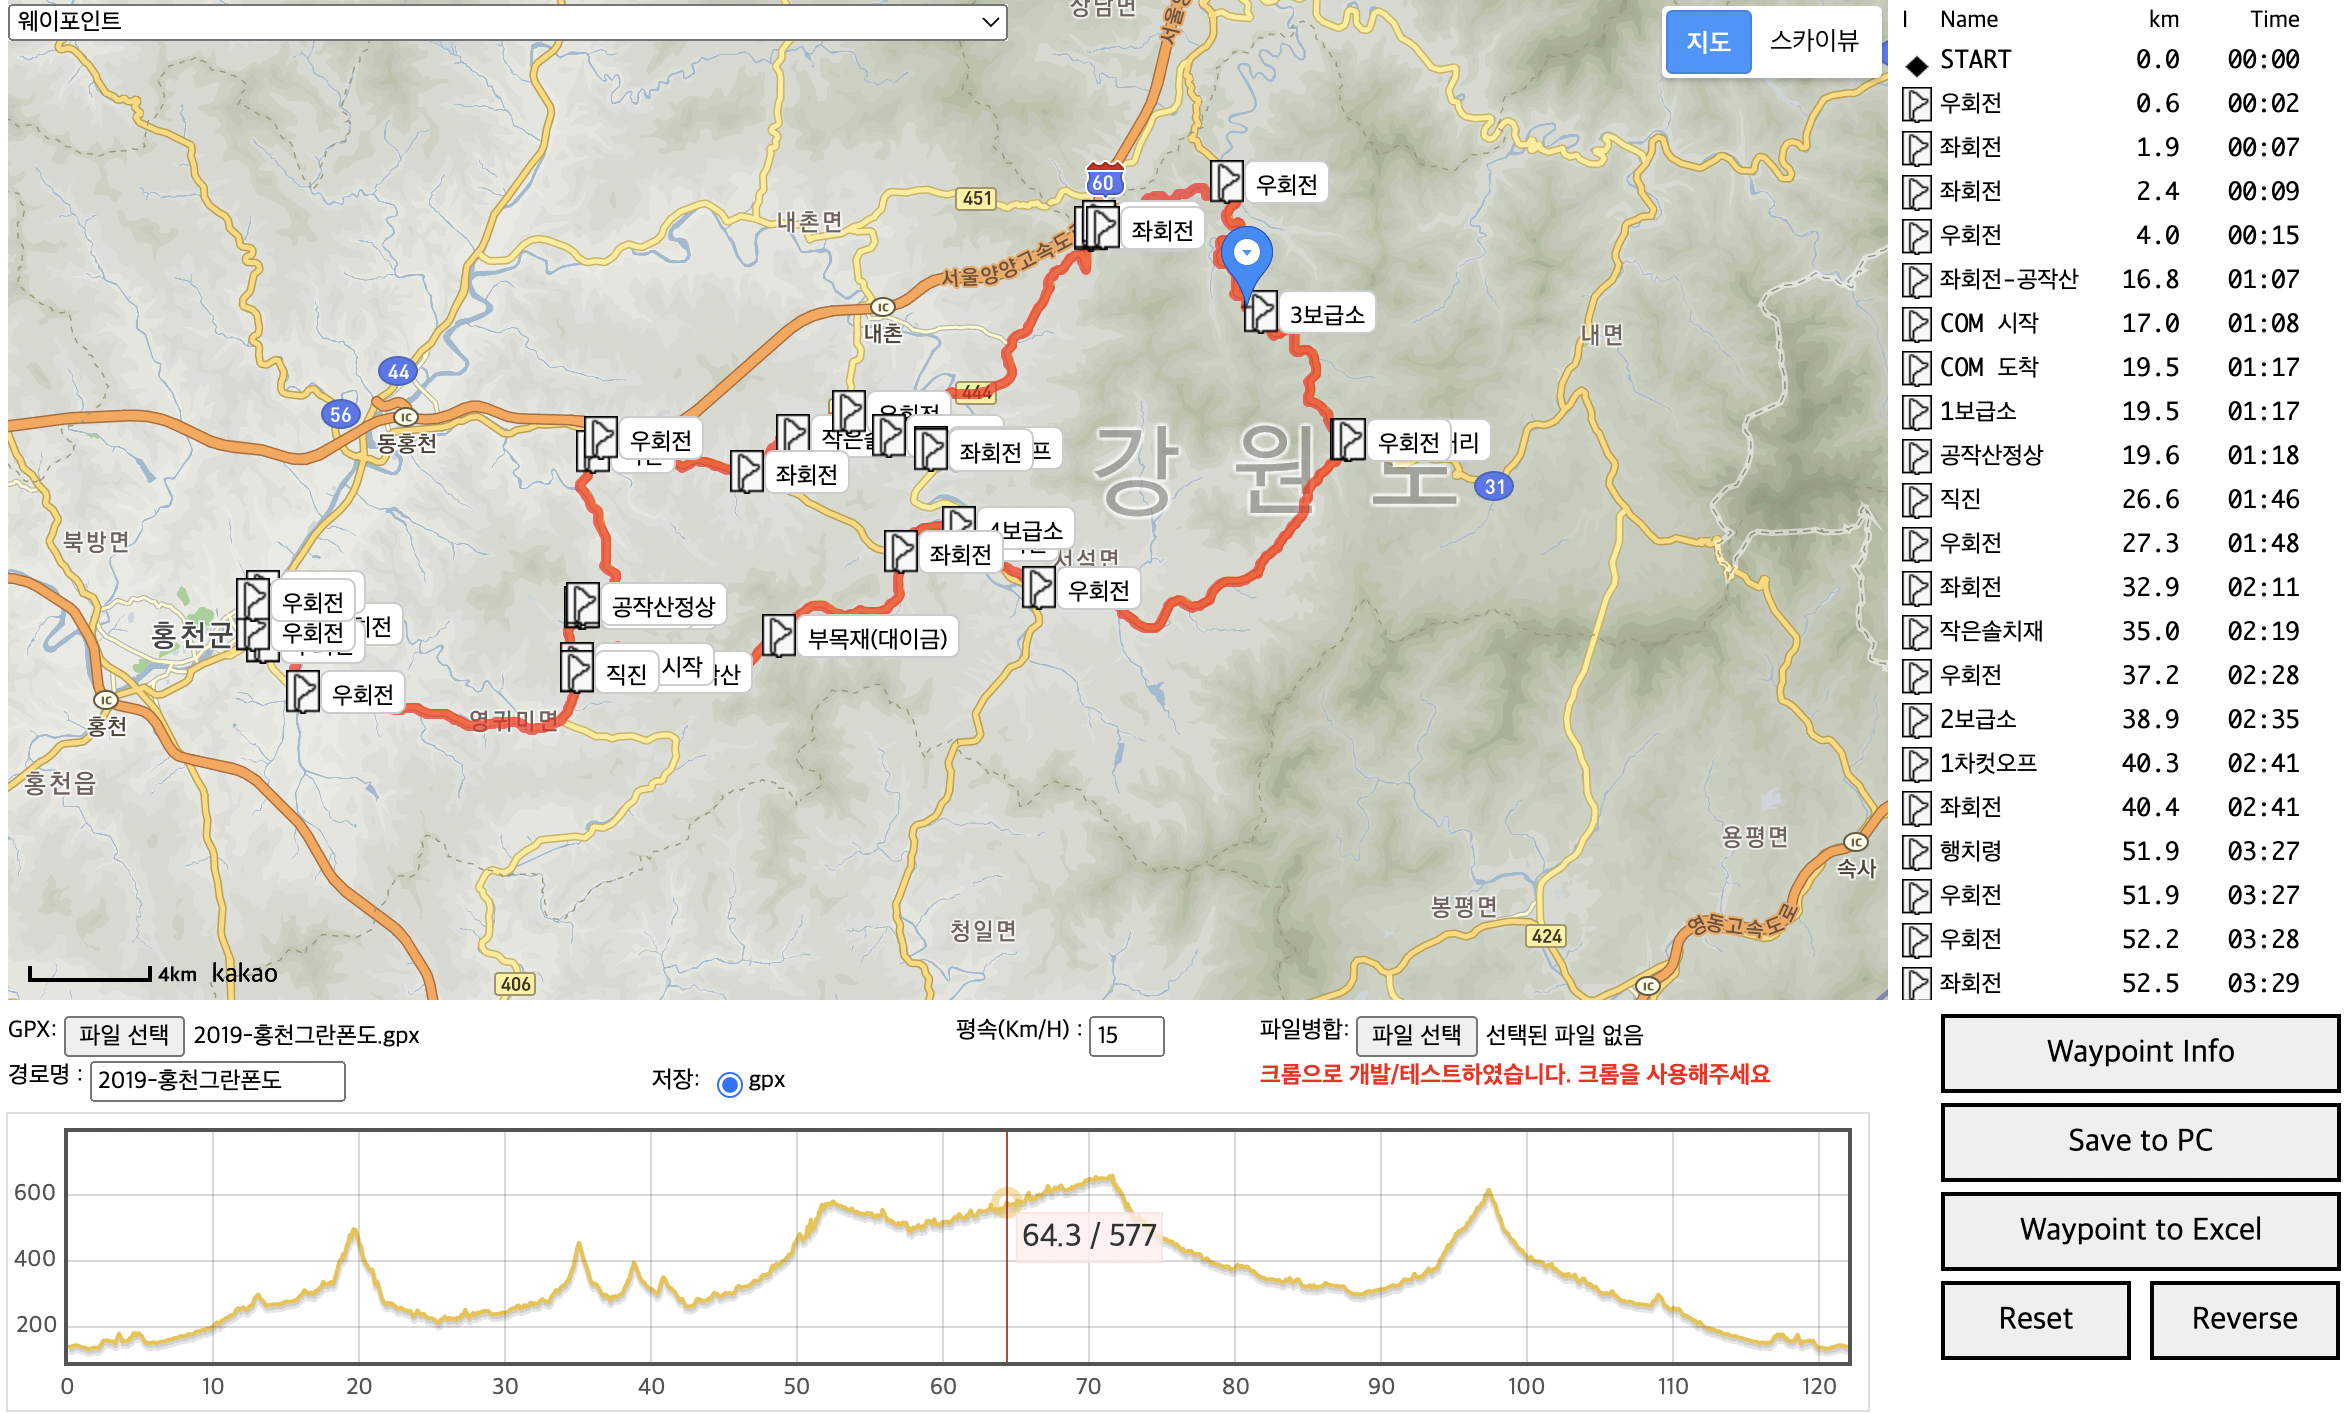 웨이포인트
상남면
서울양
지도 스카이뷰
60
우회전
451
내촌면
좌회전
서울양양고속도로
IC
내촌
3보급소
내면
44
56
IC
동홍천
444
우회전
작은솔
우회전
좌회전
프
좌회전
우회전
거리
강원도
31
북방면
4보급소
좌회전
서석면
우회전
공작산정상
홍천군
우회전
우회전
회전
부목재(대이금)
직진
시작
작산
우회전
영귀미면
IC
홍천
홍천읍
용평면
IC
속사
봉평면
청일면
424
영동고속도로
IC
406
4km kakao
I Name km Time
START 0.0 00:00
우회전 0.6 00:02
좌회전 1.9 00:07
좌회전 2.4 00:09
우회전 4.0 00:15
좌회전-공작산 16.8 01:07
COM 시작 17.0 01:08
COM 도착 19.5 01:17
1보급소 19.5 01:17
공작산정상 19.6 01:18
직진 26.6 01:46
우회전 27.3 01:48
좌회전 32.9 02:11
작은솔치재 35.0 02:19
우회전 37.2 02:28
2보급소 38.9 02:35
1차컷오프 40.3 02:41
좌회전 40.4 02:41
행치령 51.9 03:27
우회전 51.9 03:27
우회전 52.2 03:28
좌회전 52.5 03:29
GPX: 파일 선택 2019-홍천그란폰도.gpx
평속(Km/H) : 15
파일병합: 파일 선택 선택된 파일 없음
경로명 : 2019-홍천그란폰도
저장: gpx
크롬으로 개발/테스트하였습니다. 크롬을 사용해주세요
Waypoint Info
Save to PC
Waypoint to Excel
Reset Reverse
600
400
200
64.3 / 577
0 10 20 30 40 50 60 70 80 90 100 110 120